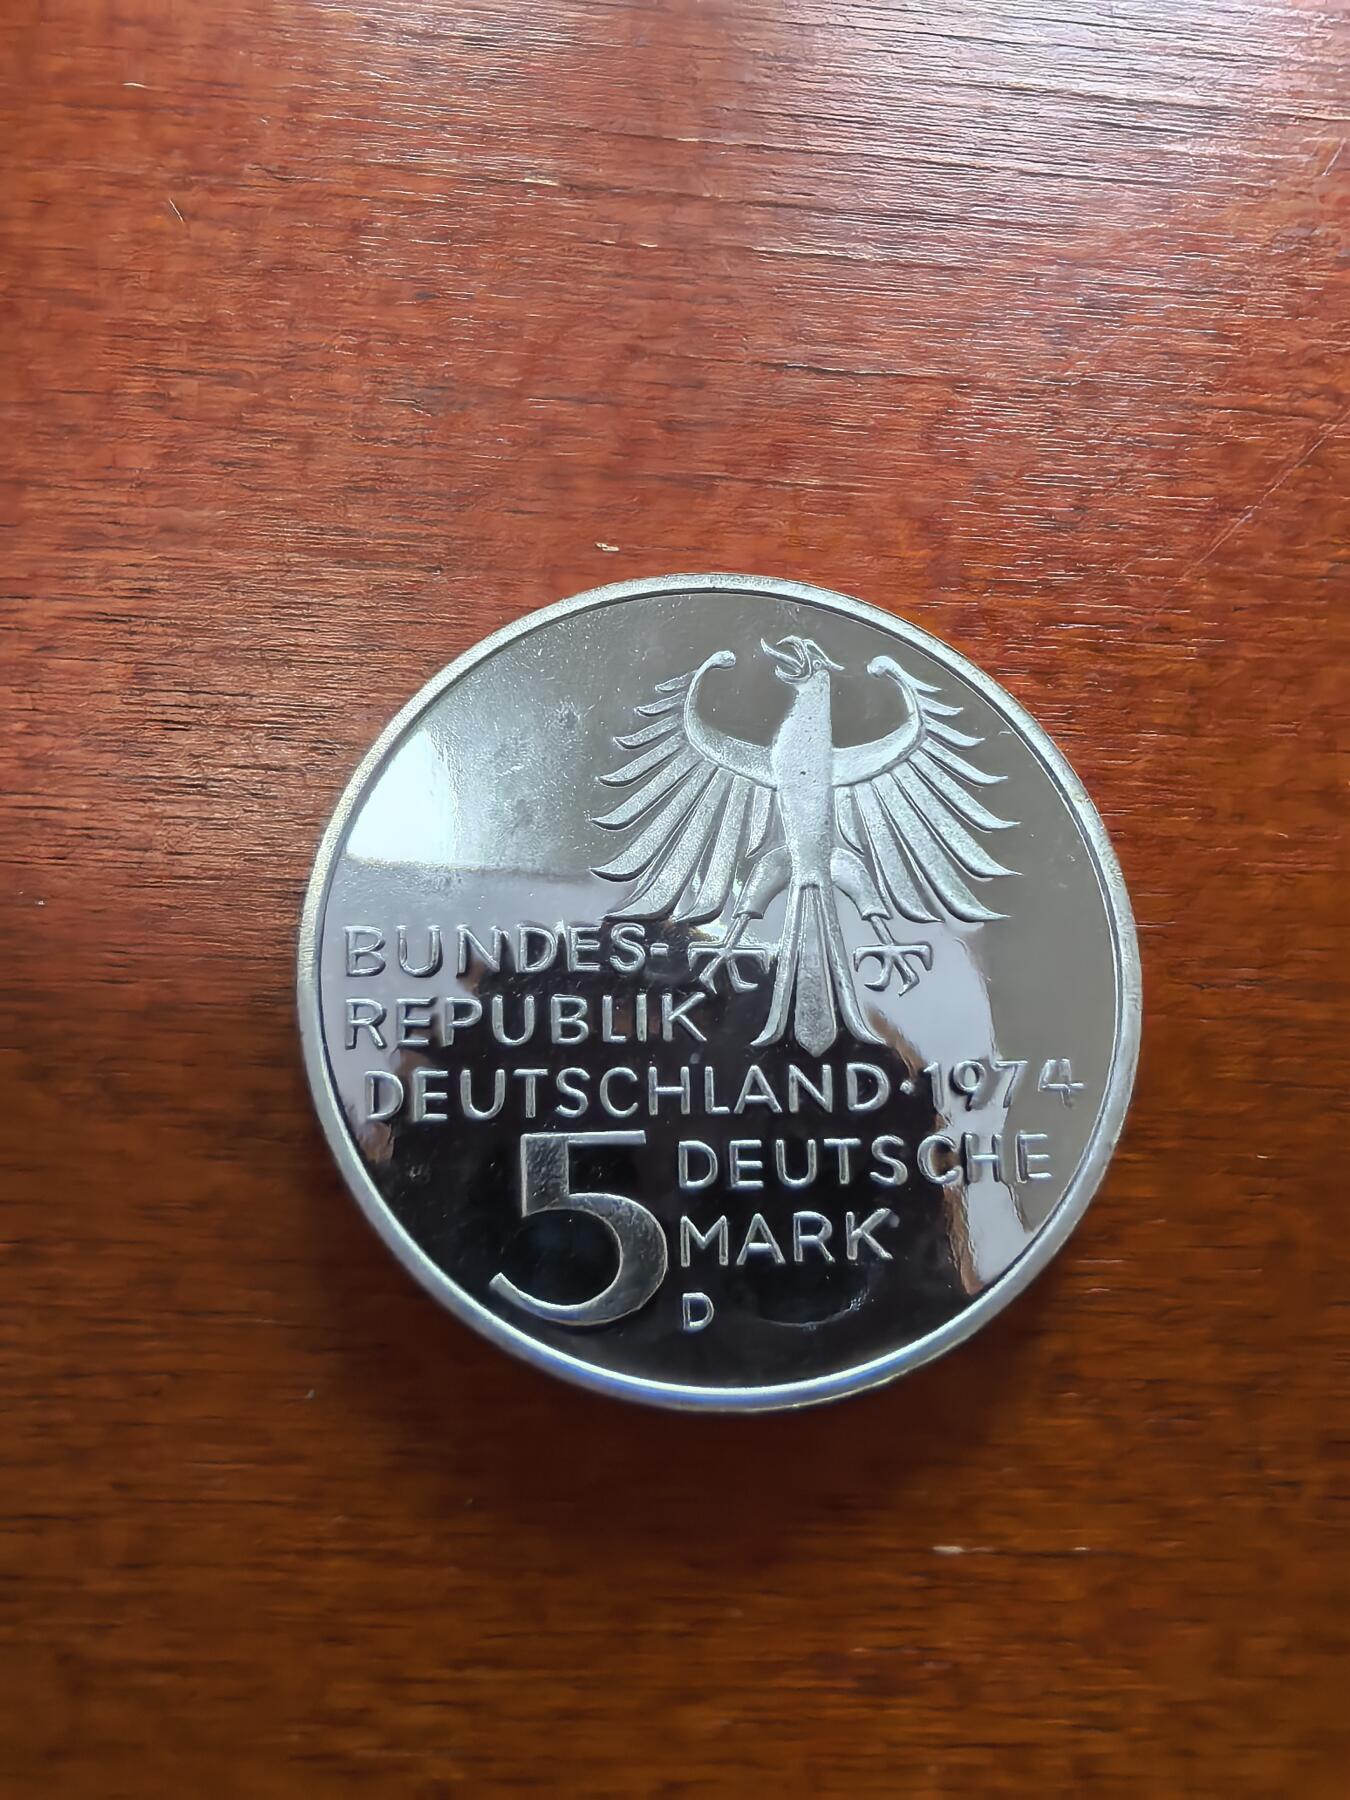 BUNDES-
REPUBLIK
DEUTSCHLAND·1974
5 DEUTSCHE
MARK
D